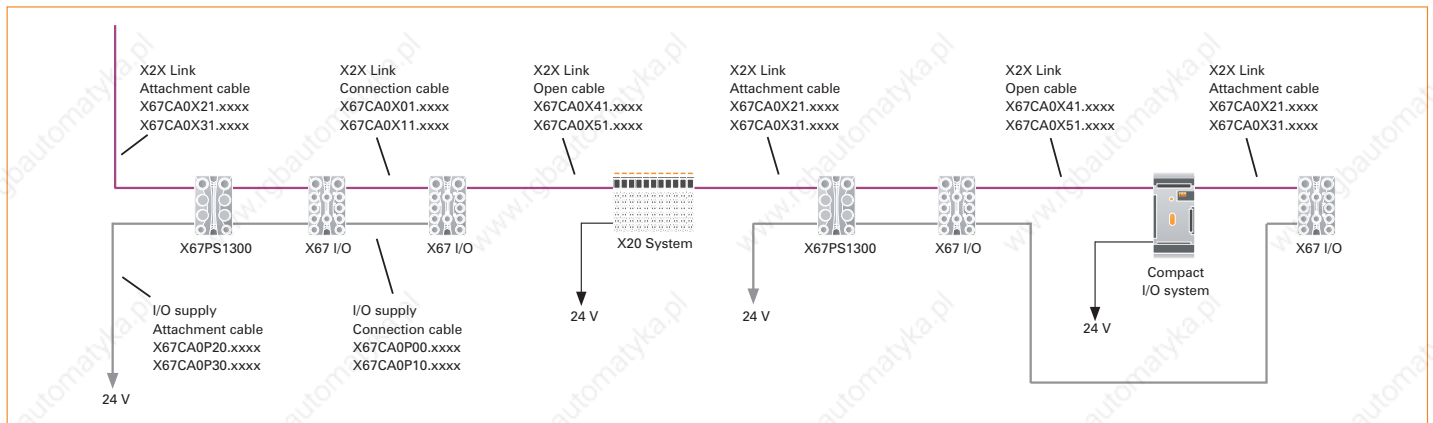 X2X Link
Attachment cable
X67CA0X21.xxxx
X67CA0X31.xxxx
X2X Link
Connection cable
X67CA0X01.xxxx
X67CA0X11.xxxx
X2X Link
Open cable
X67CA0X41.xxxx
X67CA0X51.xxxx
X2X Link
Attachment cable
X67CA0X21.xxxx
X67CA0X31.xxxx
X2X Link
Open cable
X67CA0X41.xxxx
X67CA0X51.xxxx
X2X Link
Attachment cable
X67CA0X21.xxxx
X67CA0X31.xxxx
X67PS1300
X67 I/O
X67 I/O
X20 System
X67PS1300
X67 I/O
Compact
I/O system
X67 I/O
I/O supply
Attachment cable
X67CA0P20.xxxx
X67CA0P30.xxxx
I/O supply
Connection cable
X67CA0P00.xxxx
X67CA0P10.xxxx
24 V
24 V
24 V
24 V
www.rgbautomatyka.pl